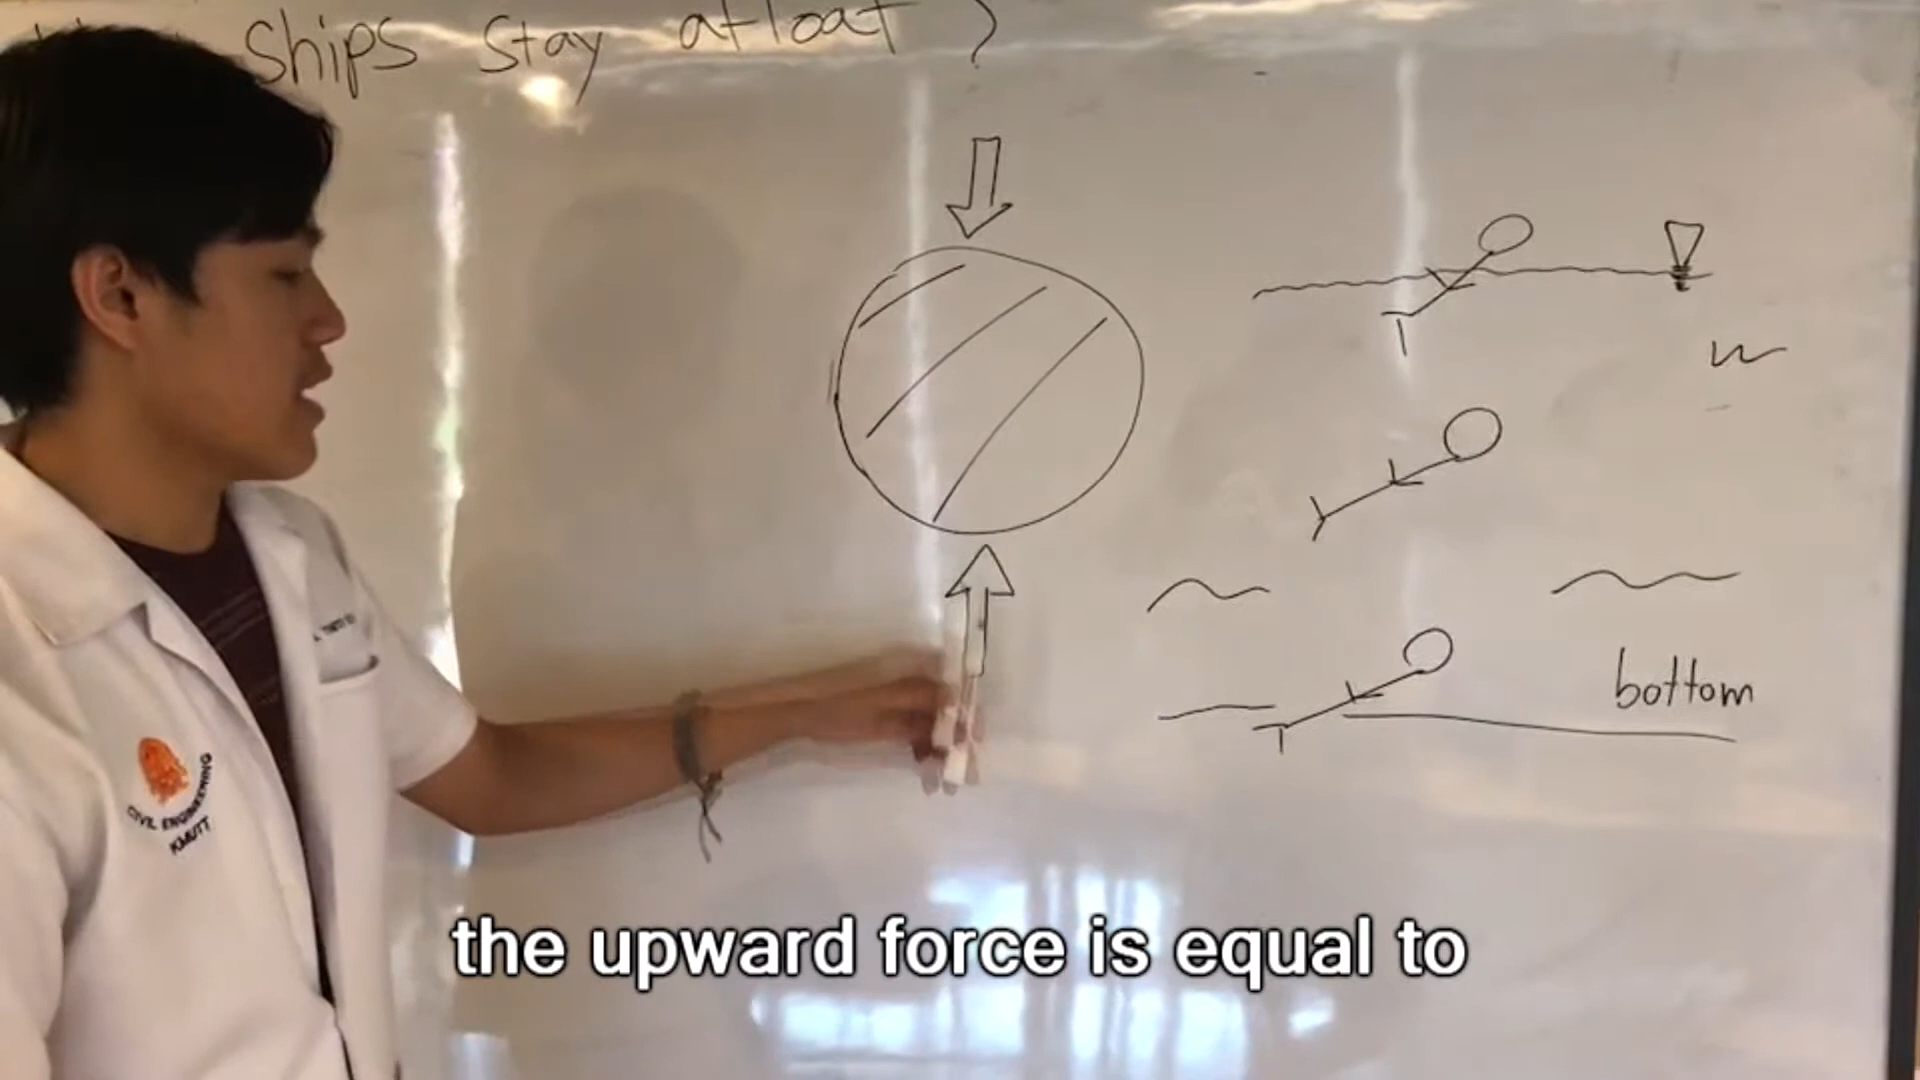 Ships stay afloat ?
bottom
CIVIL ENGINEERING
KMUTT
the upward force is equal to